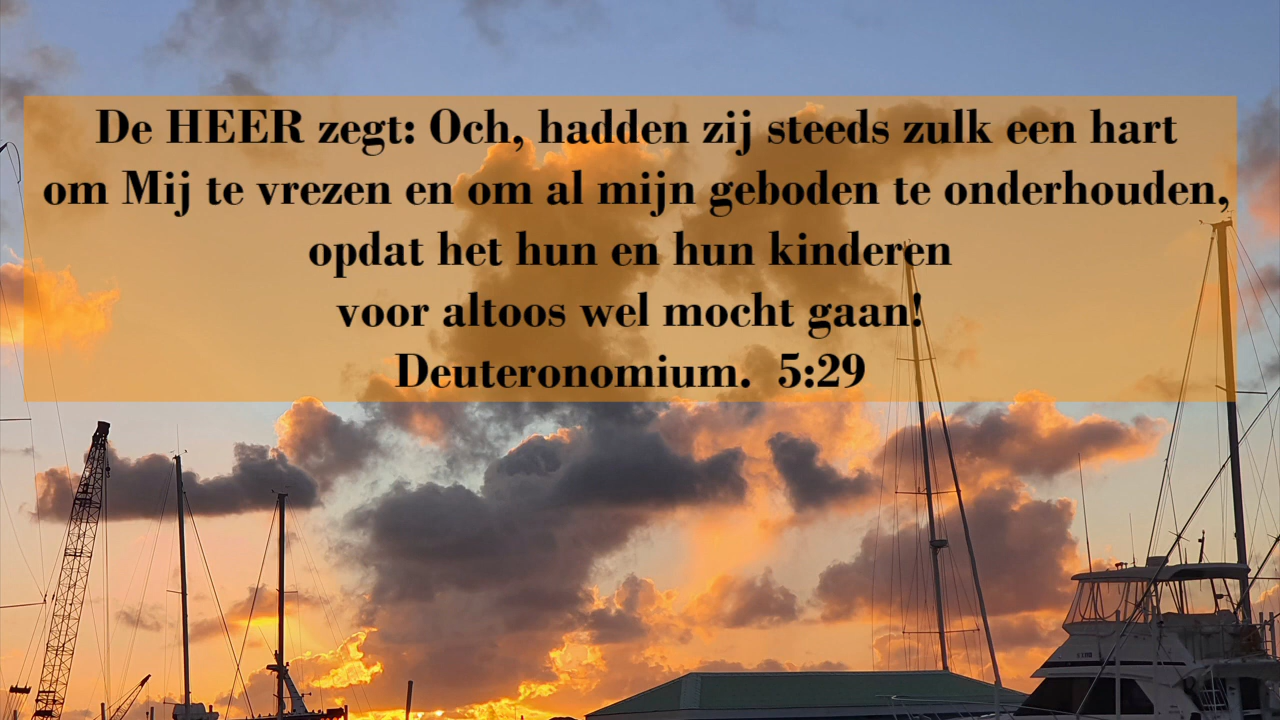 De HEER zegt: Och, hadden zij steeds zulk een hart
om Mij te vrezen en om al mijn geboden te onderhouden,
opdat het hun en hun kinderen
voor altoos wel mocht gaan!
Deuteronomium.  5:29